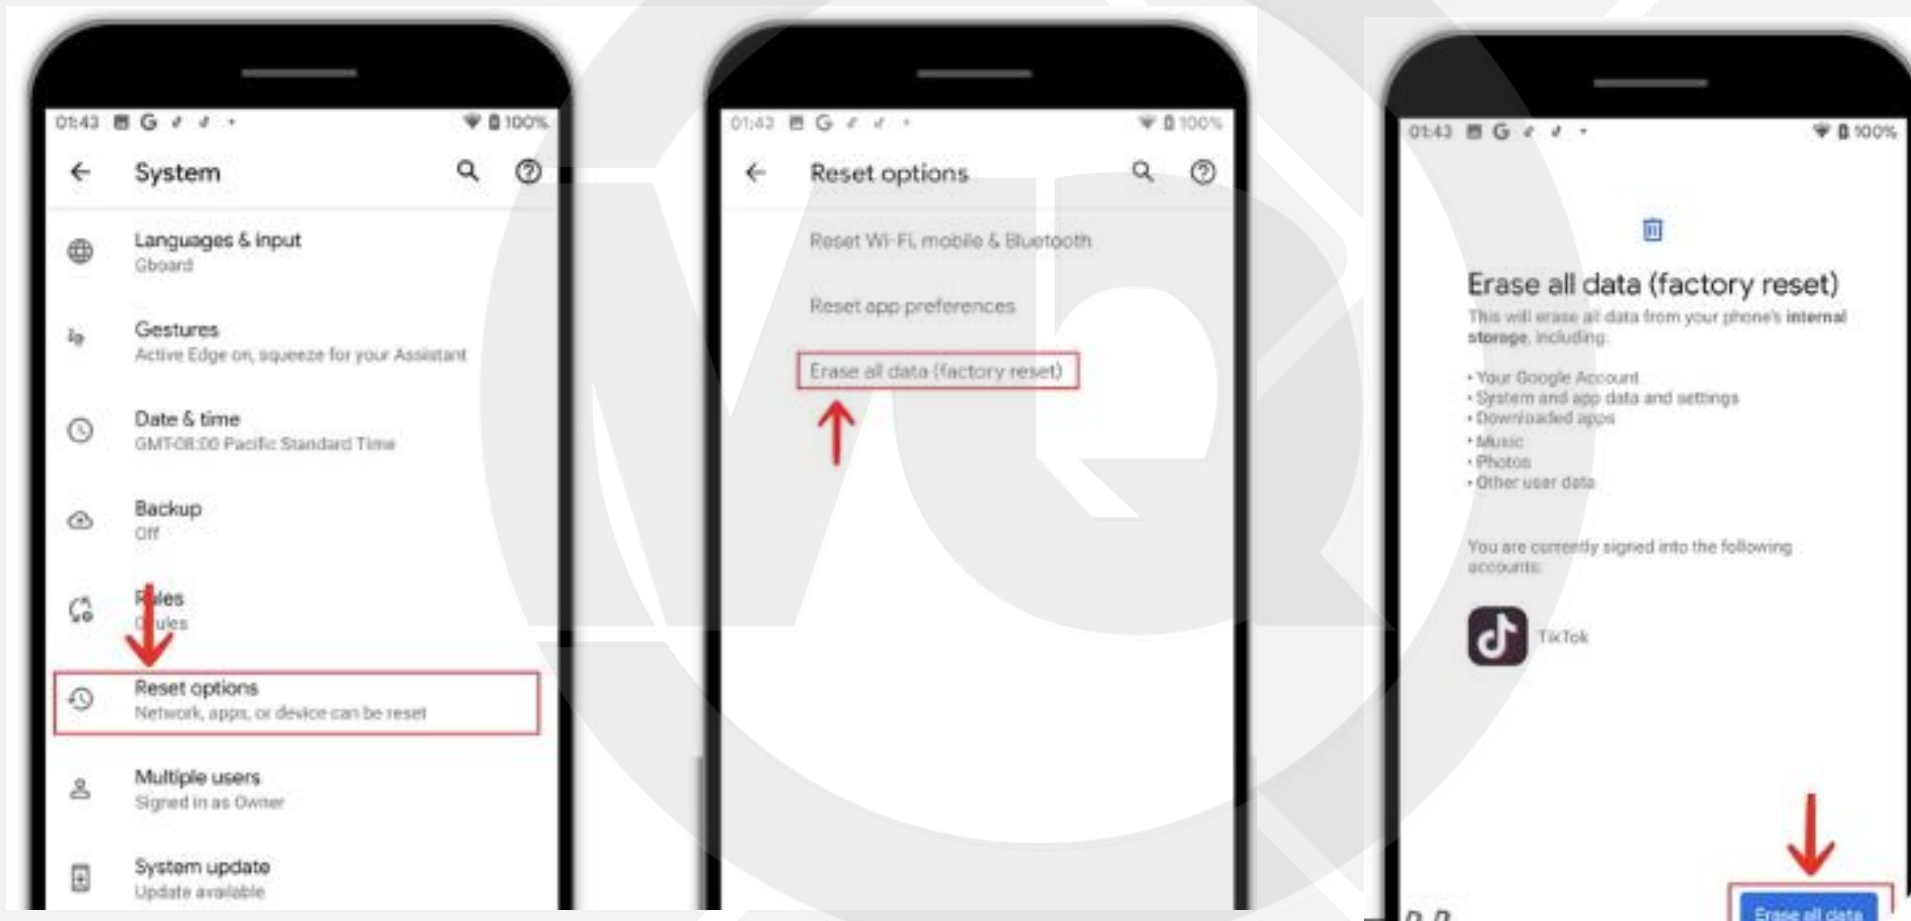 01:43 G 100%
System
Languages & input
Gboard
Gestures
Active Edge on, squeeze for your Assistant
Date & time
GMT-08:00 Pacific Standard Time
Backup
Off
Rules
0 rules
Reset options
Network, apps, or device can be reset
Multiple users
Signed in as Owner
System update
Update available
01:43 G 100%
Reset options
Reset Wi-Fi, mobile & Bluetooth
Reset app preferences
Erase all data (factory reset)
01:43 G 100%
Erase all data (factory reset)
This will erase all data from your phone's internal
storage, including:
• Your Google Account
• System and app data and settings
• Downloaded apps
• Music
• Photos
• Other user data
You are currently signed into the following
accounts:
TikTok
Erase all data